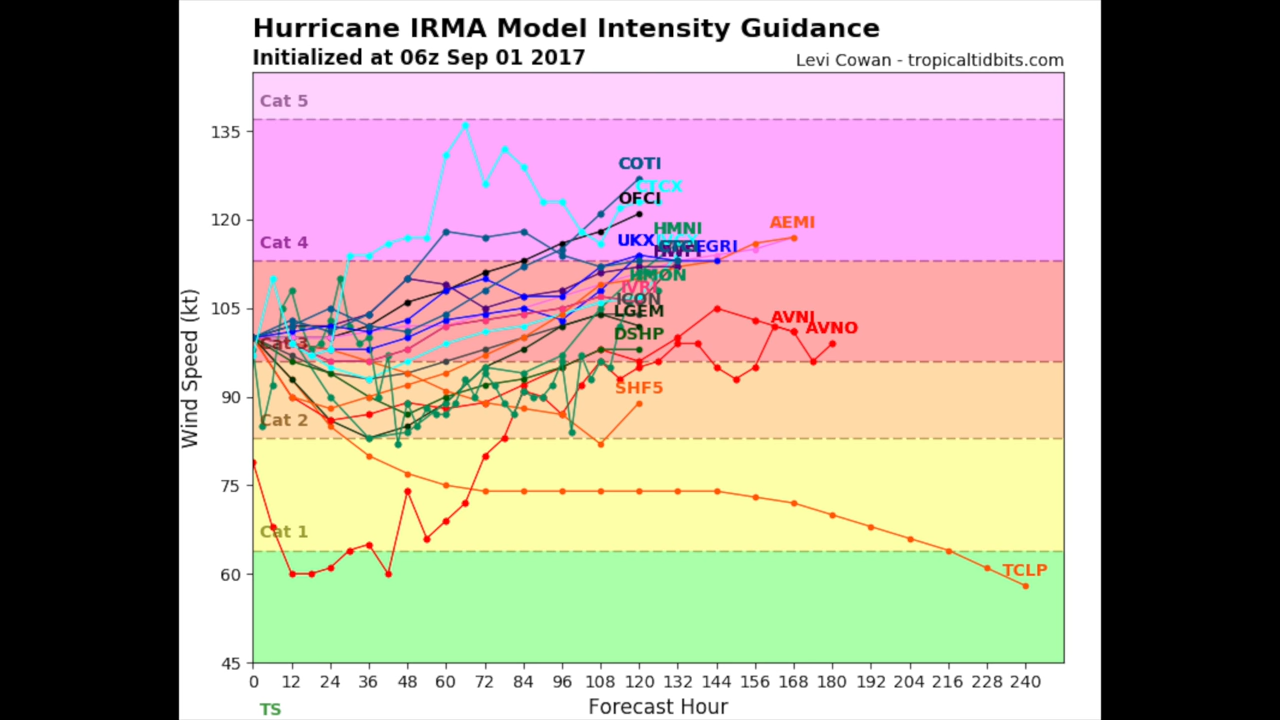 Hurricane IRMA Model Intensity Guidance
Initialized at 06z Sep 01 2017
Levi Cowan - tropicaltidbits.com
Cat 5
135
COTI
CTCX
OFCI
120
AEMI
HMNI
Cat 4
UKX
EGRI
HWFI
HMON
IVRI
ICON
105
LGEM
AVNI
AVNO
DSHP
Cat 3
SHF5
90
Cat 2
75
Cat 1
TCLP
60
45
Wind Speed (kt)
0 12 24 36 48 60 72 84 96 108 120 132 144 156 168 180 192 204 216 228 240
Forecast Hour
TS